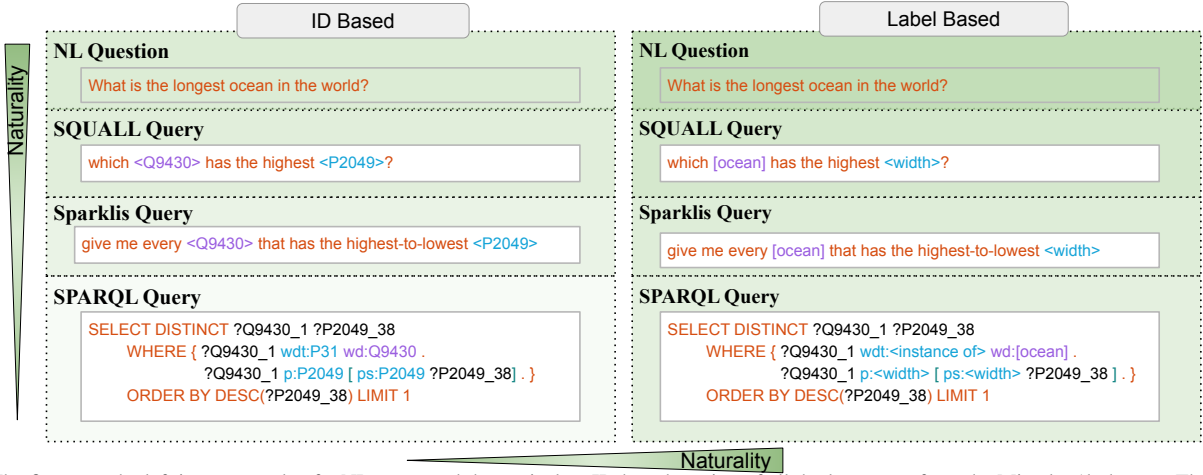 ID Based
Naturality
NL Question
What is the longest ocean in the world?
SQUALL Query
which <Q9430> has the highest <P2049>?
Sparklis Query
give me every <Q9430> that has the highest-to-lowest <P2049>
SPARQL Query
SELECT DISTINCT ?Q9430_1 ?P2049_38
WHERE { ?Q9430_1 wdt:P31 wd:Q9430 .
?Q9430_1 p:P2049 [ ps:P2049 ?P2049_38] . }
ORDER BY DESC(?P2049_38) LIMIT 1
Label Based
NL Question
What is the longest ocean in the world?
SQUALL Query
which [ocean] has the highest <width>?
Sparklis Query
give me every [ocean] that has the highest-to-lowest <width>
SPARQL Query
SELECT DISTINCT ?Q9430_1 ?P2049_38
WHERE { ?Q9430_1 wdt:<instance of> wd:[ocean] .
?Q9430_1 p:<width> [ ps:<width> ?P2049_38 ] . }
ORDER BY DESC(?P2049_38) LIMIT 1
Naturality